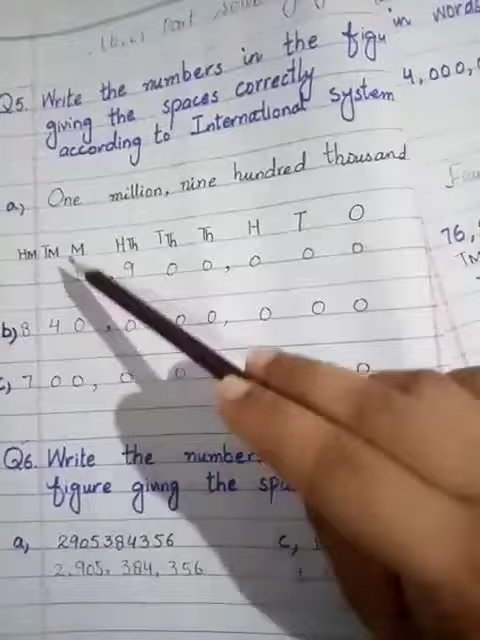 Q5. Write the numbers in the figu in words
giving the spaces correctly
according to International system 4,000,
a) One million, nine hundred thousand
HM TM M HTh TTh Th H T O
9 0 0, 0 0 0
76,
TM
b) 8 4 0, 0 0 0, 0 0 0
c) 7 0 0, 0 0 0
Q6. Write the number
figure giving the spa
a, 2905384356 c,
2,905,384,356